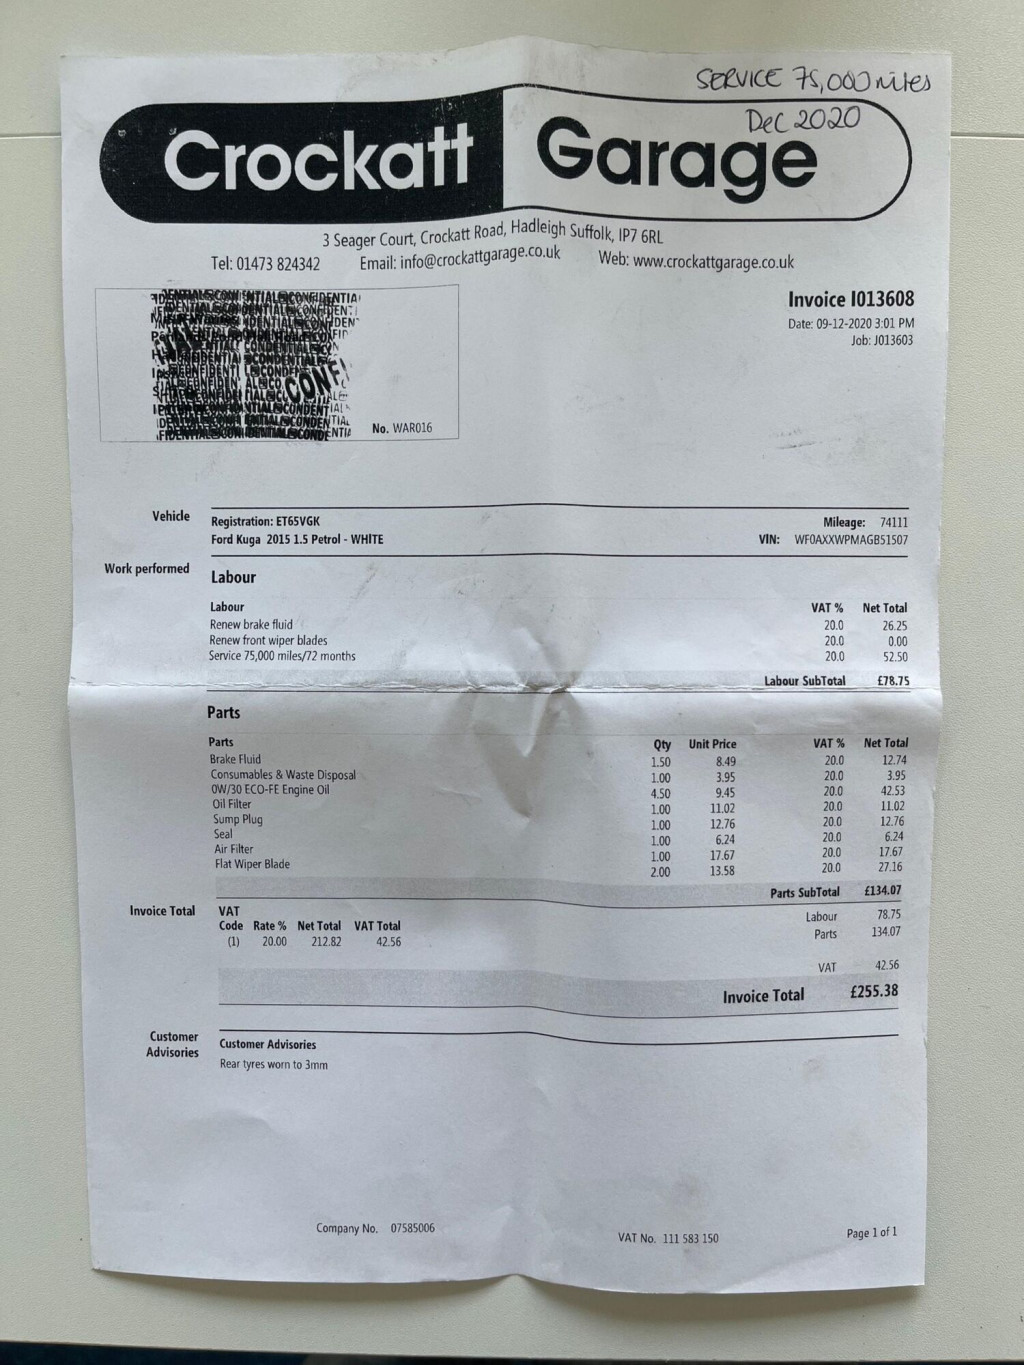 SERVICE 75,000 miles
Dec 2020
Crockatt Garage
3 Seager Court, Crockatt Road, Hadleigh Suffolk, IP7 6RL
Tel: 01473 824342 Email: info@crockattgarage.co.uk Web: www.crockattgarage.co.uk
Invoice I013608
Date: 09-12-2020 3:01 PM
Job: J013603
No. WAR016
Vehicle
Registration: ET65VGK Mileage: 74111
Ford Kuga 2015 1.5 Petrol - WHITE VIN: WF0AXXWPMAGB51507
Work performed
Labour
Labour VAT % Net Total
Renew brake fluid 20.0 26.25
Renew front wiper blades 20.0 0.00
Service 75,000 miles/72 months 20.0 52.50
Labour SubTotal £78.75
Parts
Parts Qty Unit Price VAT % Net Total
Brake Fluid 1.50 8.49 20.0 12.74
Consumables & Waste Disposal 1.00 3.95 20.0 3.95
0W/30 ECO-FE Engine Oil 4.50 9.45 20.0 42.53
Oil Filter 1.00 11.02 20.0 11.02
Sump Plug 1.00 12.76 20.0 12.76
Seal 1.00 6.24 20.0 6.24
Air Filter 1.00 17.67 20.0 17.67
Flat Wiper Blade 2.00 13.58 20.0 27.16
Parts SubTotal £134.07
Invoice Total
VAT
Code Rate % Net Total VAT Total
(1) 20.00 212.82 42.56
Labour 78.75
Parts 134.07
VAT 42.56
Invoice Total £255.38
Customer Advisories
Customer Advisories
Rear tyres worn to 3mm
Company No. 07585006
VAT No. 111 583 150
Page 1 of 1